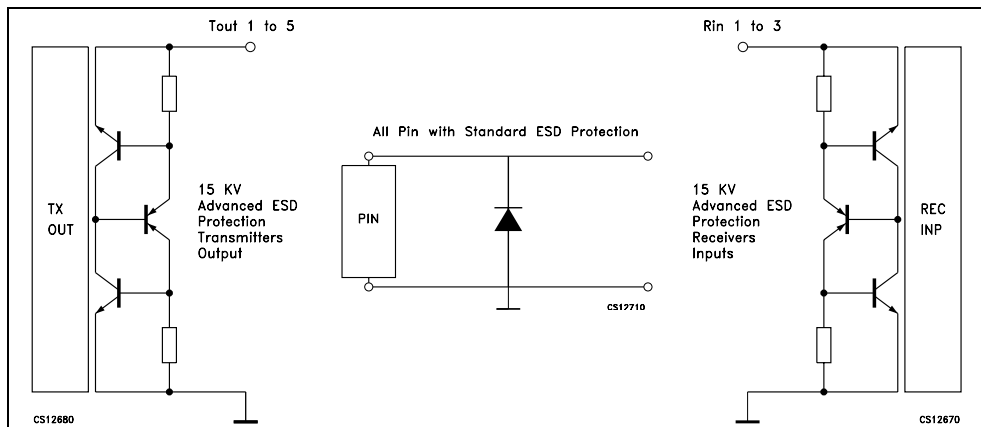 Tout 1 to 5
Rin 1 to 3
All Pin with Standard ESD Protection
TX
OUT
15 KV
Advanced ESD
Protection
Transmitters
Output
PIN
15 KV
Advanced ESD
Protection
Receivers
Inputs
REC
INP
CS12710
CS12680
CS12670